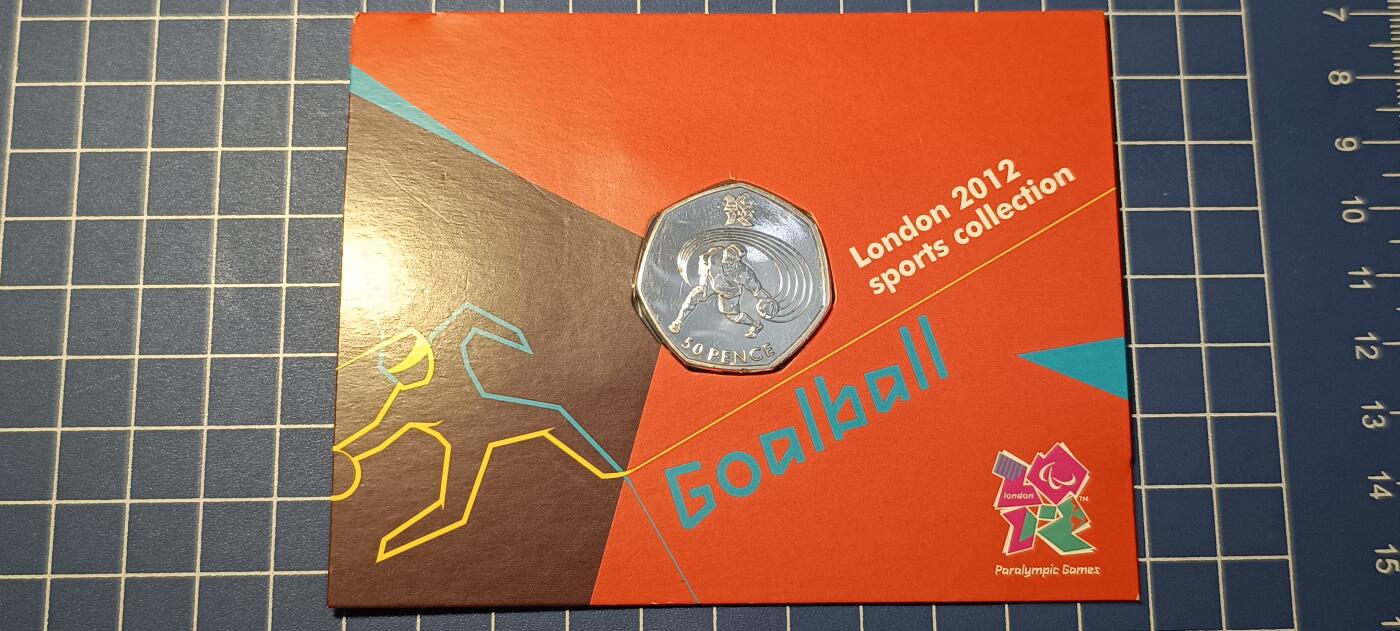 London 2012
sports collection
50 PENCE
Goalball
london
TM
Paralympic Games
7
8
9
10
11
12
13
14
15